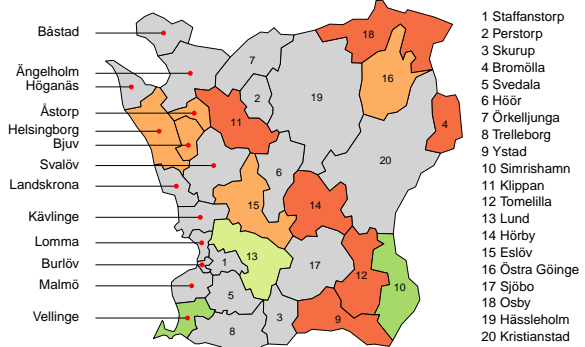 Båstad
Ängelholm
Höganäs
Åstorp
Helsingborg
Bjuv
Svalöv
Landskrona
Kävlinge
Lomma
Burlöv
Malmö
Vellinge
18
7
16
19
2
11
4
20
6
15
14
13
1
17
12
10
5
3
9
8
1 Staffanstorp
2 Perstorp
3 Skurup
4 Bromölla
5 Svedala
6 Höör
7 Örkelljunga
8 Trelleborg
9 Ystad
10 Simrishamn
11 Klippan
12 Tomelilla
13 Lund
14 Hörby
15 Eslöv
16 Östra Göinge
17 Sjöbo
18 Osby
19 Hässleholm
20 Kristianstad